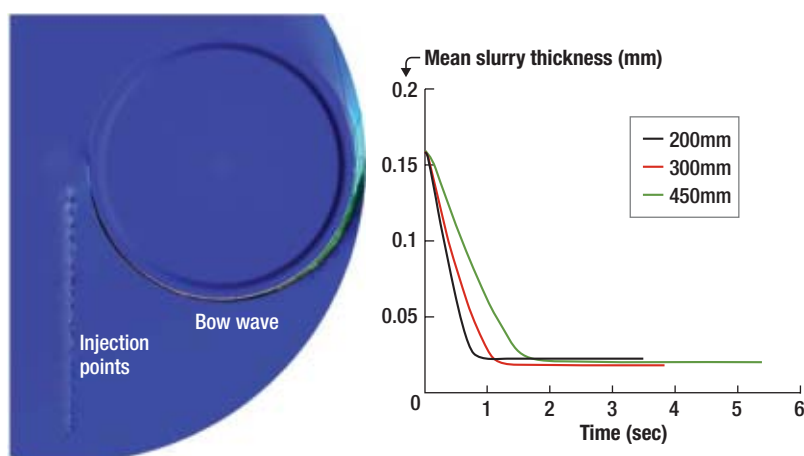 Injection
points
Bow wave
Mean slurry thickness (mm)
0.2
0.15
0.1
0.05
0
1
2
3
4
5
6
Time (sec)
200mm
300mm
450mm